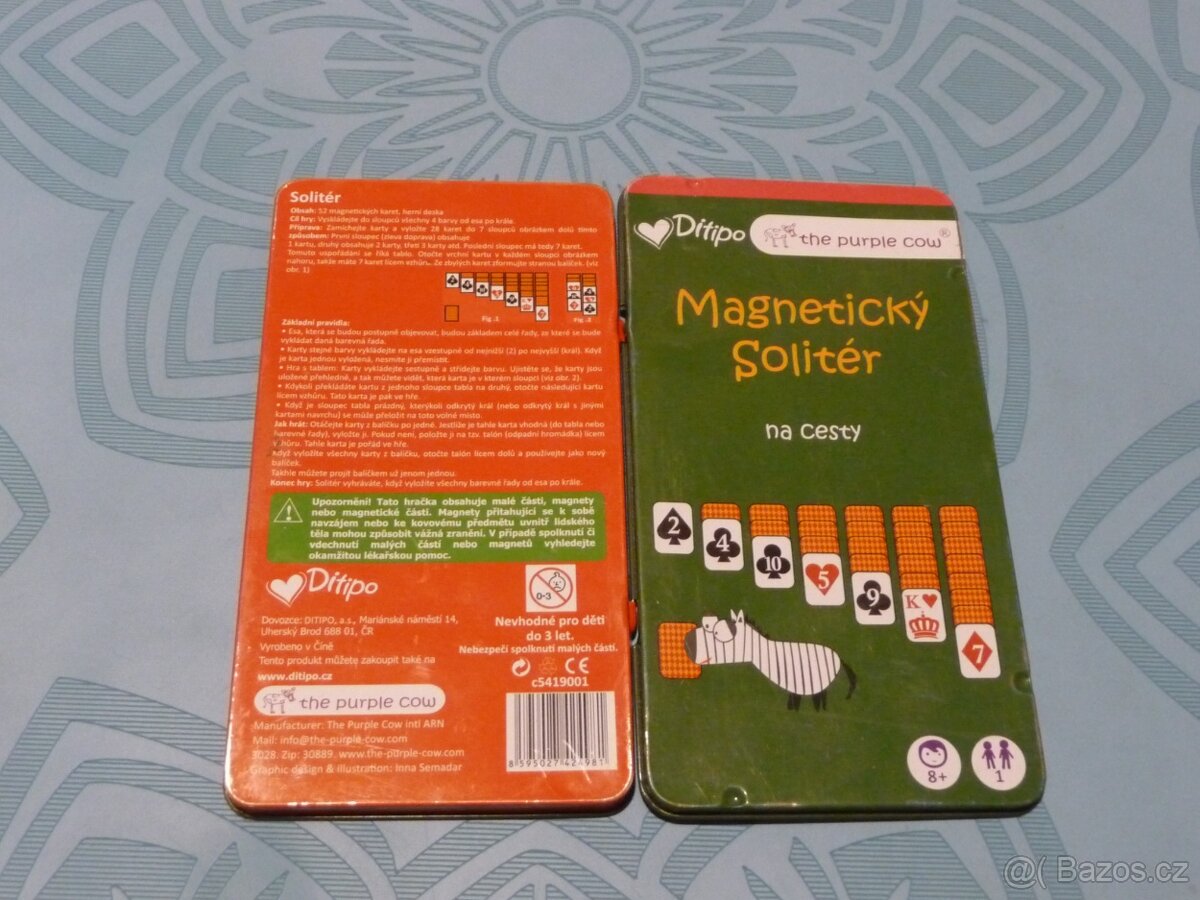 Solitér
Obsah: 52 magnetických karet, herní deska
Cíl hry: Vyskládejte do sloupců všechny 4 barvy od esa po krále.
Příprava: Zamíchejte karty a vyložte 28 karet do 7 sloupců obrázkem dolů tímto
způsobem: První sloupec (zleva doprava) obsahuje
1 kartu, druhý obsahuje 2 karty, třetí 3 karty atd. Poslední sloupec má tedy 7 karet.
Tomuto uspořádání se říká tablo. Otočte vrchní kartu v každém sloupci obrázkem
nahoru, takže máte 7 karet lícem vzhůru. Ze zbylých karet zformujte stranou balíček. (viz
obr. 1)
Fig .1
Fig .2
Základní pravidla:
• Esa, která se budou postupně objevovat, budou základem celé řady, ze které se bude
vykládat daná barevná řada.
• Karty stejné barvy vykládejte na esa vzestupně od nejnižší (2) po nejvyšší (král). Když
je karta jednou vyložená, nesmíte ji přemístit.
• Hra s tablem: Karty vykládejte sestupně a střídejte barvu. Ujistěte se, že karty jsou
uložené přehledně, a tak můžete vidět, která karta je v kterém sloupci (viz obr. 2).
• Kdykoli překládáte kartu z jednoho sloupce tabla na druhý, otočte následující kartu
lícem vzhůru. Tato karta je pak ve hře.
• Když je sloupec tabla prázdný, kterýkoli odkrytý král (nebo odkrytý král s jinými
kartami navrchu) se může přeložit na toto volné místo.
Jak hrát: Otáčejte karty z balíčku po jedné. Jestliže je tahle karta vhodná (do tabla nebo
barevné řady), vyložte ji. Pokud není, položte ji na tzv. talón (odpadní hromádka) lícem
vzhůru. Tahle karta je pořád ve hře.
Když vyložíte všechny karty z balíčku, otočte talón lícem dolů a používejte jako nový
balíček.
Takhle můžete projít balíčkem už jenom jednou.
Konec hry: Solitér vyhráváte, když vyložíte všechny barevné řady od esa po krále.
Upozornění! Tato hračka obsahuje malé části, magnety
nebo magnetické části. Magnety přitahující se k sobě
navzájem nebo ke kovovému předmětu uvnitř lidského
těla mohou způsobit vážná zranění. V případě spolknutí či
vdechnutí malých částí nebo magnetů vyhledejte
okamžitou lékařskou pomoc.
Ditipo
0-3
Dovozce: DITIPO, a.s., Mariánské náměstí 14,
Uherský Brod 688 01, ČR
Vyrobeno v Číně
Tento produkt můžete zakoupit také na
www.ditipo.cz
Nevhodné pro děti
do 3 let.
Nebezpečí spolknutí malých částí.
CE
c5419001
the purple cow
Manufacturer: The Purple Cow intl ARN
Mail: info@the-purple-cow.com
3028. Zip: 30889. www.the-purple-cow.com
Graphic design & illustration: Inna Semadar
8 595027 424981
Ditipo
the purple cow®
Magnetický
Solitér
na cesty
2
4
10
5
9
K
7
8+
1
@( Bazos.cz